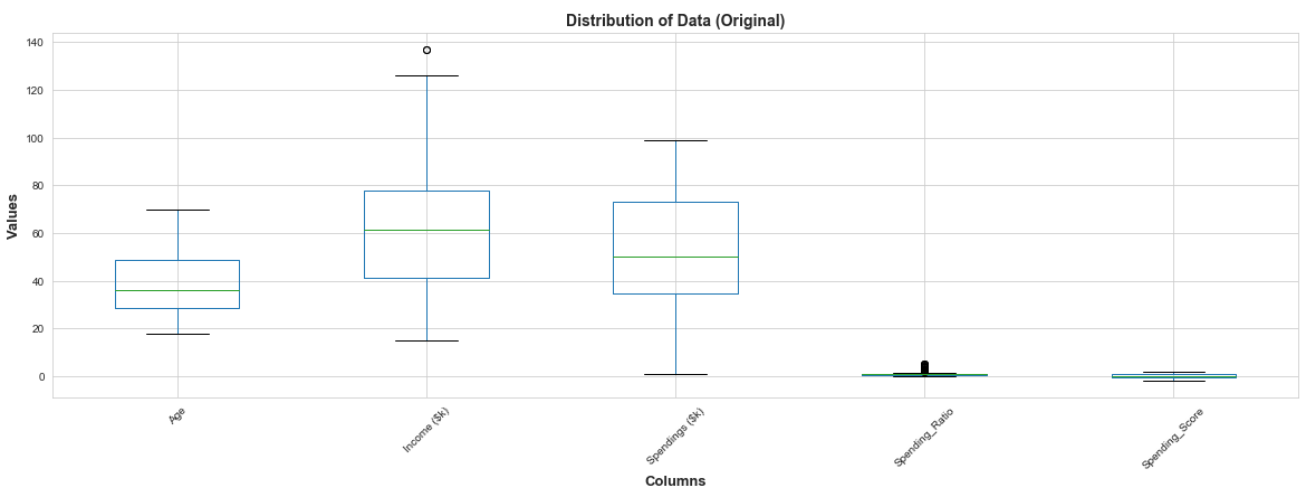 Distribution of Data (Original)
140
120
100
80
60
40
20
0
Values
Age
Income ($k)
Spendings ($k)
Spending_Ratio
Spending_Score
Columns